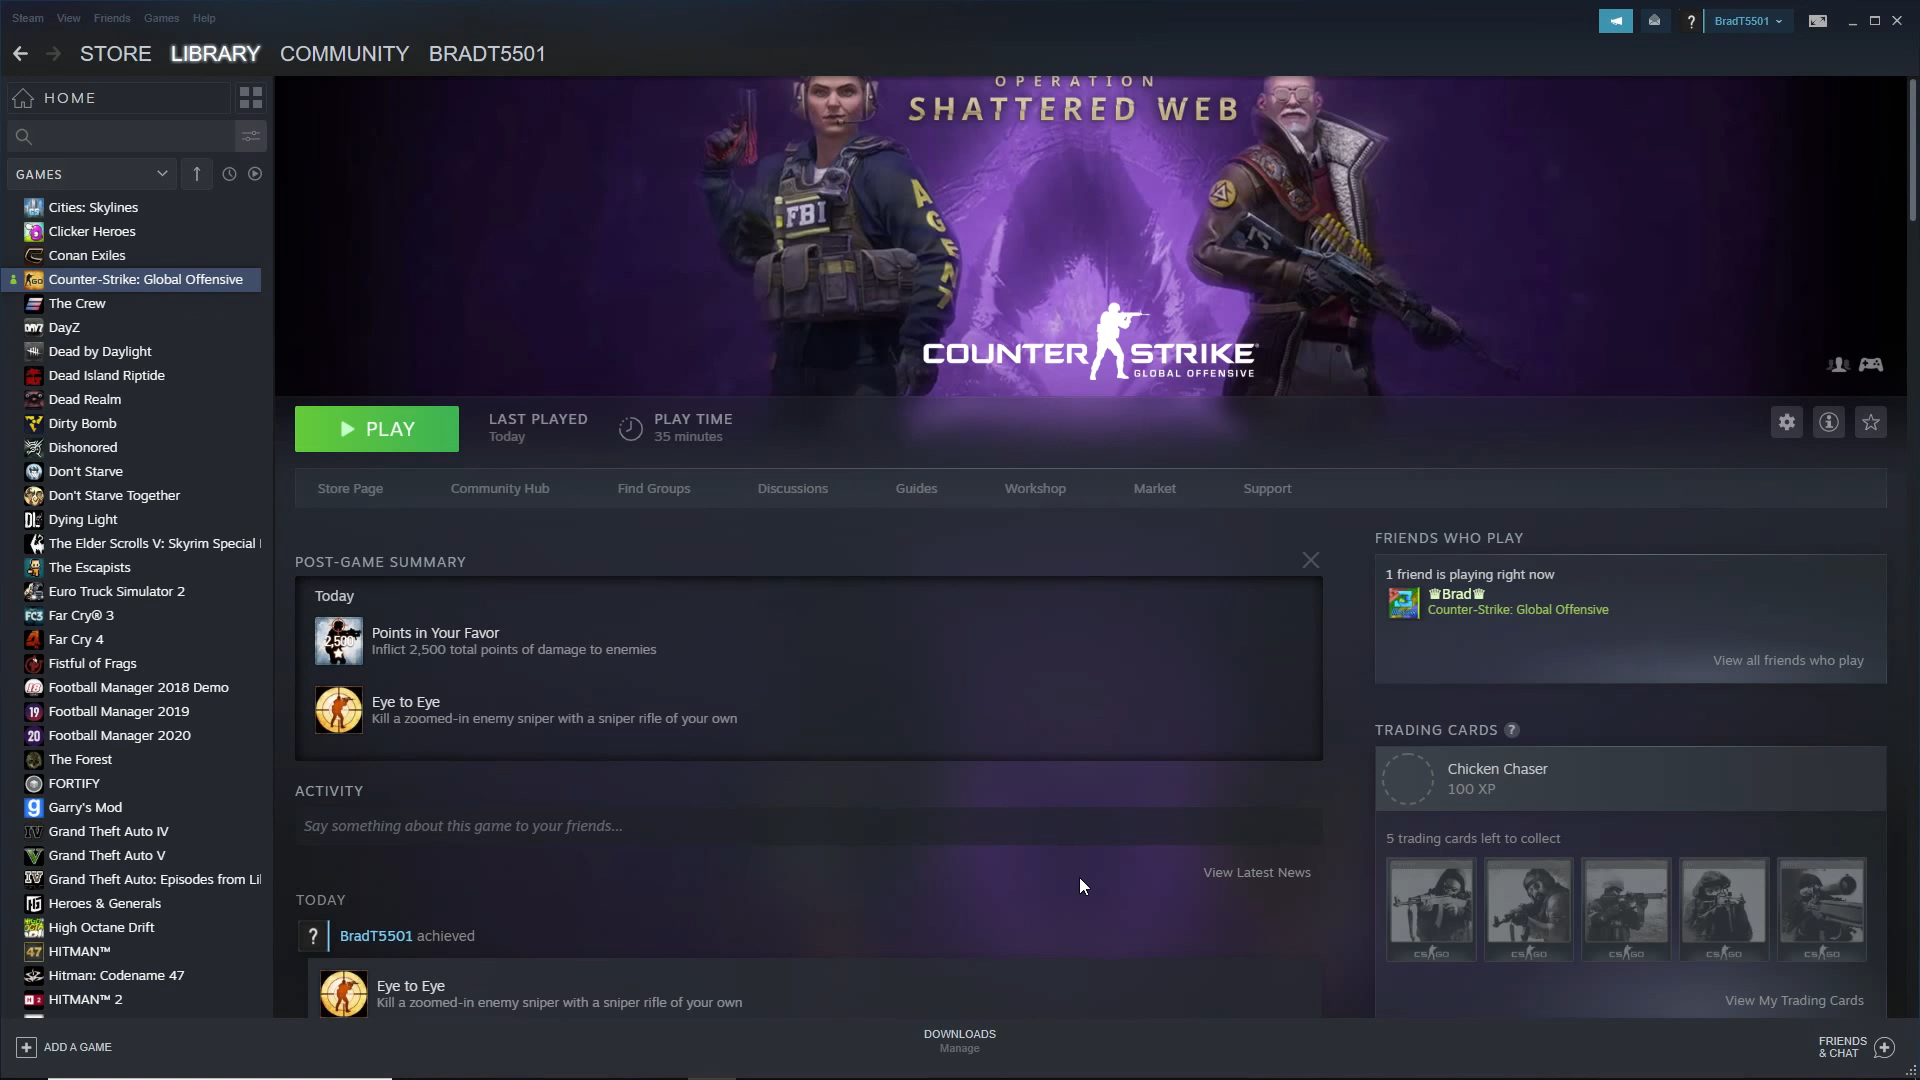 Steam View Friends Games Help
BradT5501
STORE LIBRARY COMMUNITY BRADT5501
HOME
GAMES
Cities: Skylines
Clicker Heroes
Conan Exiles
Counter-Strike: Global Offensive
The Crew
DayZ
Dead by Daylight
Dead Island Riptide
Dead Realm
Dirty Bomb
Dishonored
Don't Starve
Don't Starve Together
Dying Light
The Elder Scrolls V: Skyrim Special
The Escapists
Euro Truck Simulator 2
Far Cry® 3
Far Cry 4
Fistful of Frags
Football Manager 2018 Demo
Football Manager 2019
Football Manager 2020
The Forest
FORTIFY
Garry's Mod
Grand Theft Auto IV
Grand Theft Auto V
Grand Theft Auto: Episodes from Li
Heroes & Generals
High Octane Drift
HITMAN™
Hitman: Codename 47
HITMAN™ 2
ADD A GAME
OPERATION
SHATTERED WEB
FBI
AGENT
COUNTER STRIKE
GLOBAL OFFENSIVE
PLAY
LAST PLAYED
Today
PLAY TIME
35 minutes
Store Page Community Hub Find Groups Discussions Guides Workshop Market Support
POST-GAME SUMMARY
Today
2,500
Points in Your Favor
Inflict 2,500 total points of damage to enemies
Eye to Eye
Kill a zoomed-in enemy sniper with a sniper rifle of your own
ACTIVITY
Say something about this game to your friends...
View Latest News
TODAY
BradT5501 achieved
Eye to Eye
Kill a zoomed-in enemy sniper with a sniper rifle of your own
FRIENDS WHO PLAY
1 friend is playing right now
♛Brad♛
Counter-Strike: Global Offensive
View all friends who play
TRADING CARDS ?
Chicken Chaser
100 XP
5 trading cards left to collect
CS GO CS GO CS GO CS GO CS GO
View My Trading Cards
DOWNLOADS
Manage
FRIENDS
& CHAT